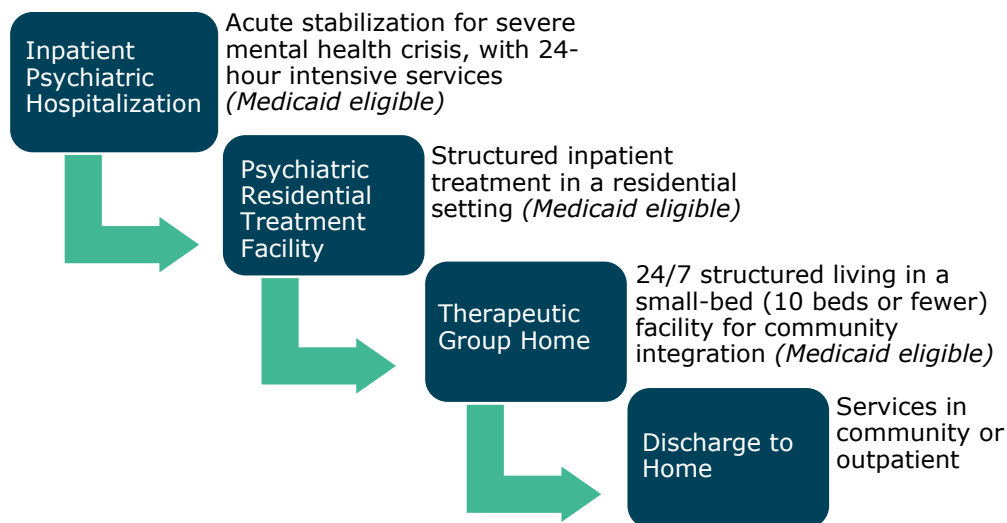 Inpatient
Psychiatric
Hospitalization
Acute stabilization for severe
mental health crisis, with 24-
hour intensive services
(Medicaid eligible)
Psychiatric
Residential
Treatment
Facility
Structured inpatient
treatment in a residential
setting (Medicaid eligible)
Therapeutic
Group Home
24/7 structured living in a
small-bed (10 beds or fewer)
facility for community
integration (Medicaid eligible)
Discharge to
Home
Services in
community or
outpatient